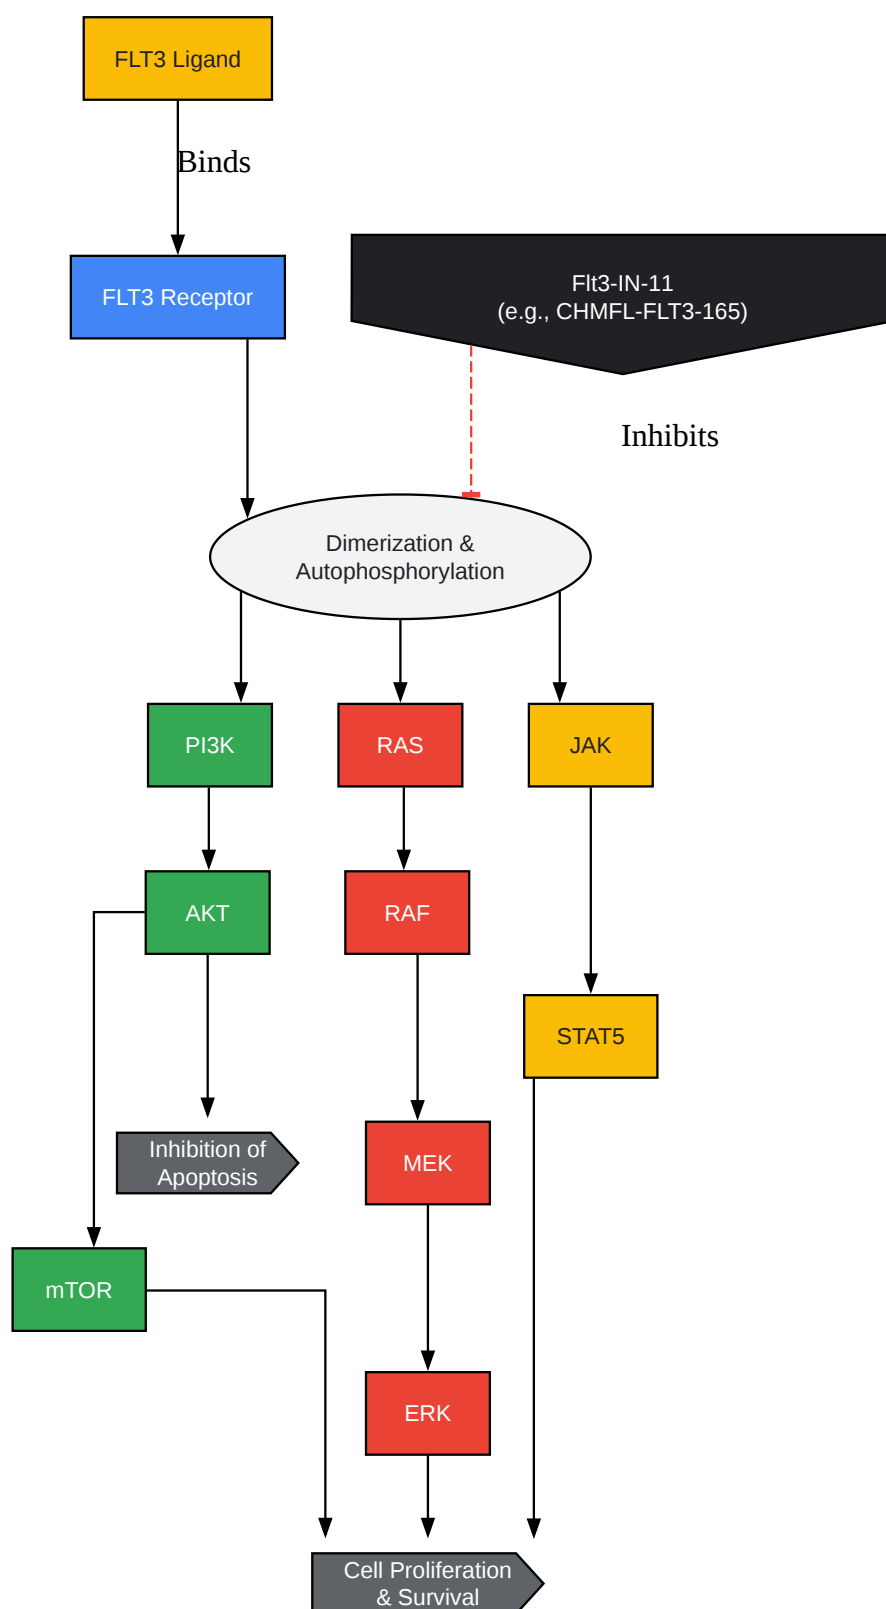 FLT3 Ligand
Binds
FLT3 Receptor
Flt3-IN-11
(e.g., CHMFL-FLT3-165)
Inhibits
Dimerization &
Autophosphorylation
PI3K
RAS
JAK
AKT
RAF
STAT5
Inhibition of
Apoptosis
MEK
mTOR
ERK
Cell Proliferation
& Survival